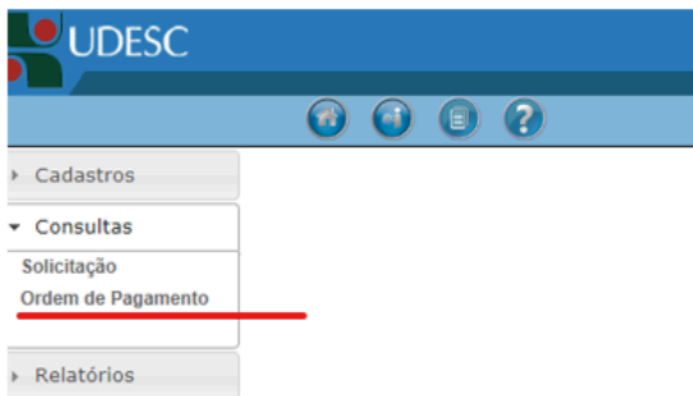 UDESC
Cadastros
Consultas
Solicitação
Ordem de Pagamento
Relatórios